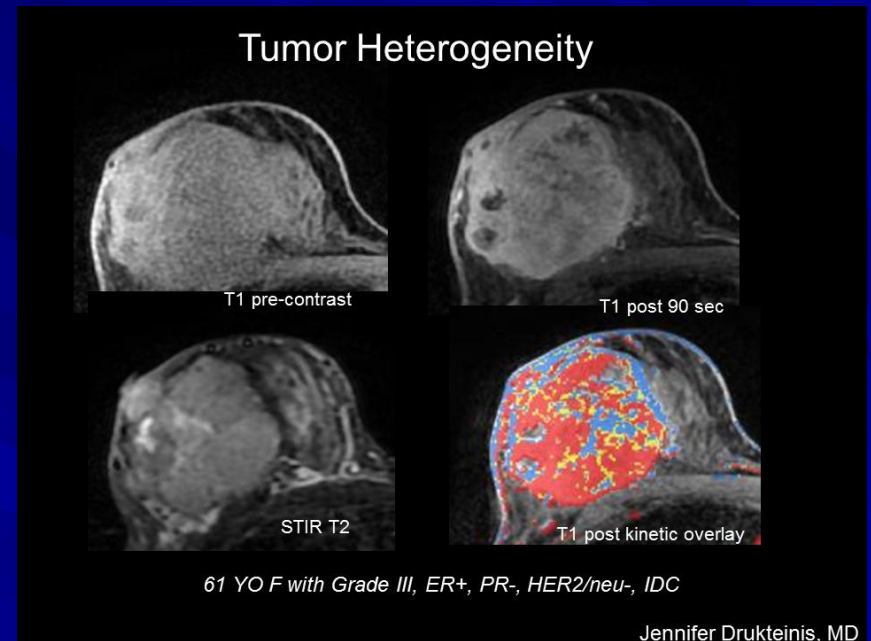 Tumor Heterogeneity
T1 pre-contrast
T1 post 90 sec
STIR T2
T1 post kinetic overlay
61 YO F with Grade III, ER+, PR-, HER2/neu-, IDC
Jennifer Drukteinis, MD